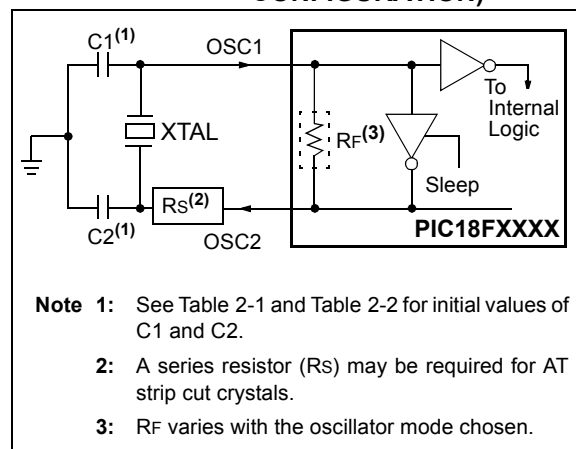 C1(1)
OSC1
To
Internal
Logic
XTAL
RF(3)
Sleep
RS(2)
C2(1)
OSC2
PIC18FXXXX
Note 1: See Table 2-1 and Table 2-2 for initial values of
C1 and C2.
2: A series resistor (RS) may be required for AT
strip cut crystals.
3: RF varies with the oscillator mode chosen.